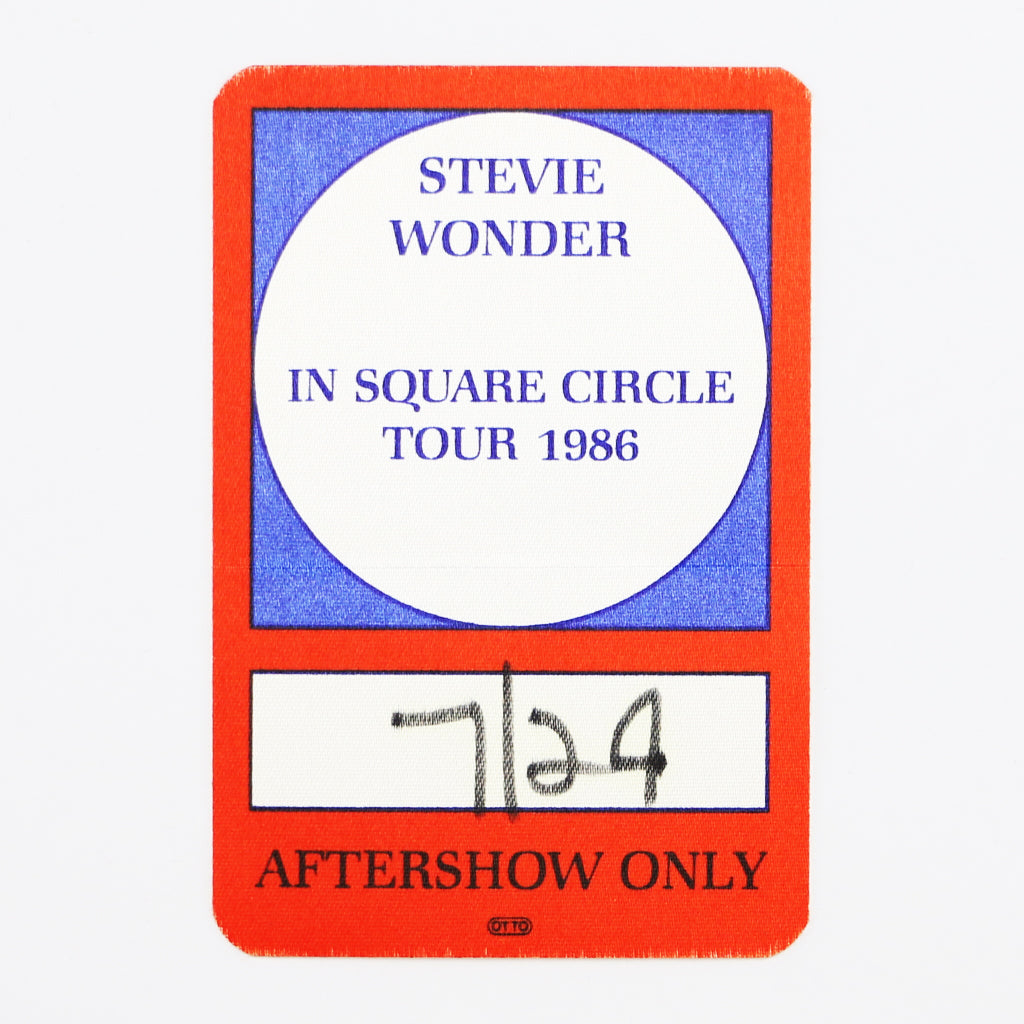 STEVIE
WONDER
IN SQUARE CIRCLE
TOUR 1986
7/24
AFTERSHOW ONLY
OTTO